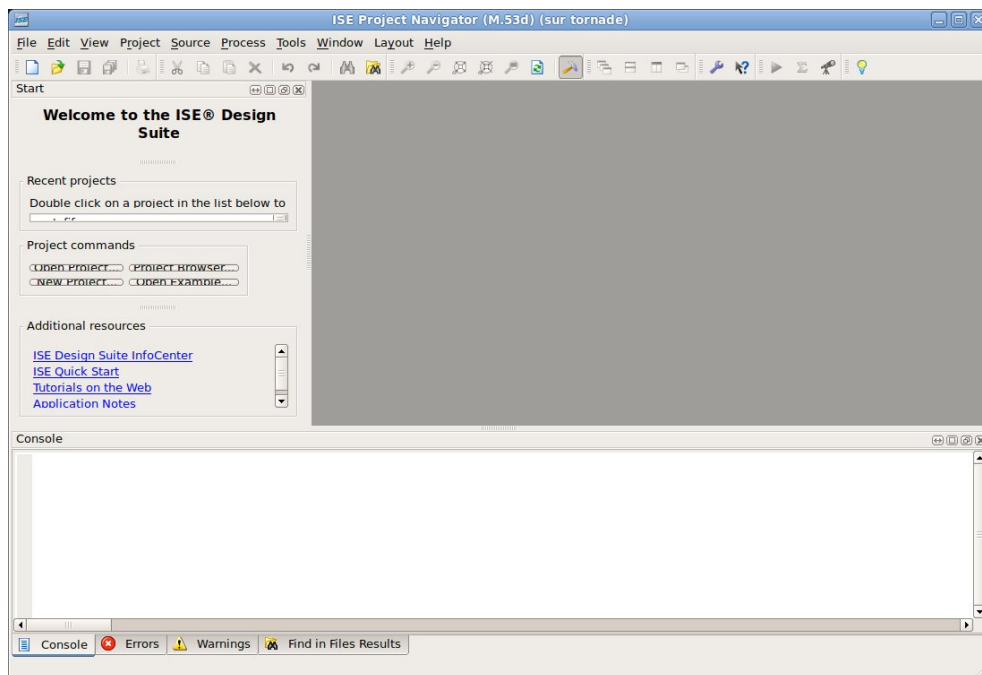 ISE Project Navigator (M.53d) (sur tornade)
File Edit View Project Source Process Tools Window Layout Help
Start
Welcome to the ISE® Design
Suite
Recent projects
Double click on a project in the list below to
Project commands
Open Project... Project Browser...
New Project... Open Example...
Additional resources
ISE Design Suite InfoCenter
ISE Quick Start
Tutorials on the Web
Application Notes
Console
Console Errors Warnings Find in Files Results